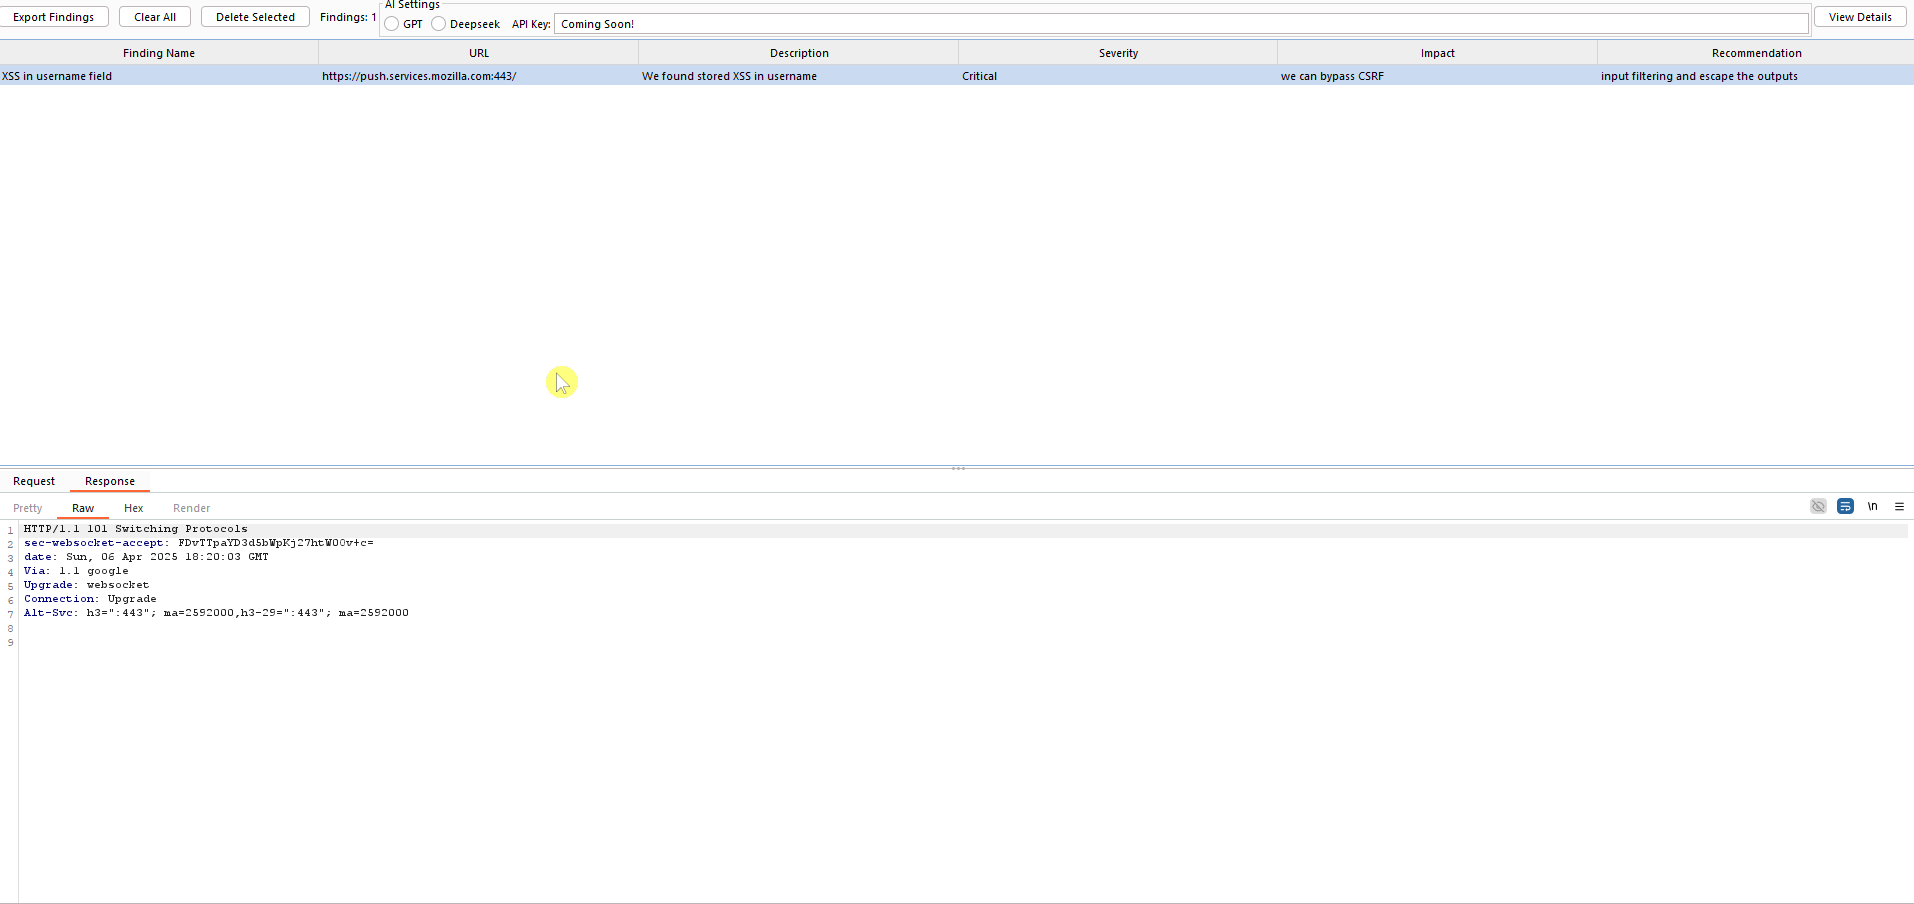 AI Settings
Export Findings Clear All Delete Selected Findings: 1 GPT Deepseek API Key: Coming Soon! View Details
Finding Name URL Description Severity Impact Recommendation
XSS in username field https://push.services.mozilla.com:443/ We found stored XSS in username Critical we can bypass CSRF input filtering and escape the outputs
Request Response
Pretty Raw Hex Render \n
1 HTTP/1.1 101 Switching Protocols
2 sec-websocket-accept:
3 date: Sun, 06 Apr 2025 18:20:03 GMT
4 Via: 1.1 google
5 Upgrade: websocket
6 Connection: Upgrade
7 Alt-Svc: h3=":443"; ma=2592000,h3-29=":443"; ma=2592000
8
9